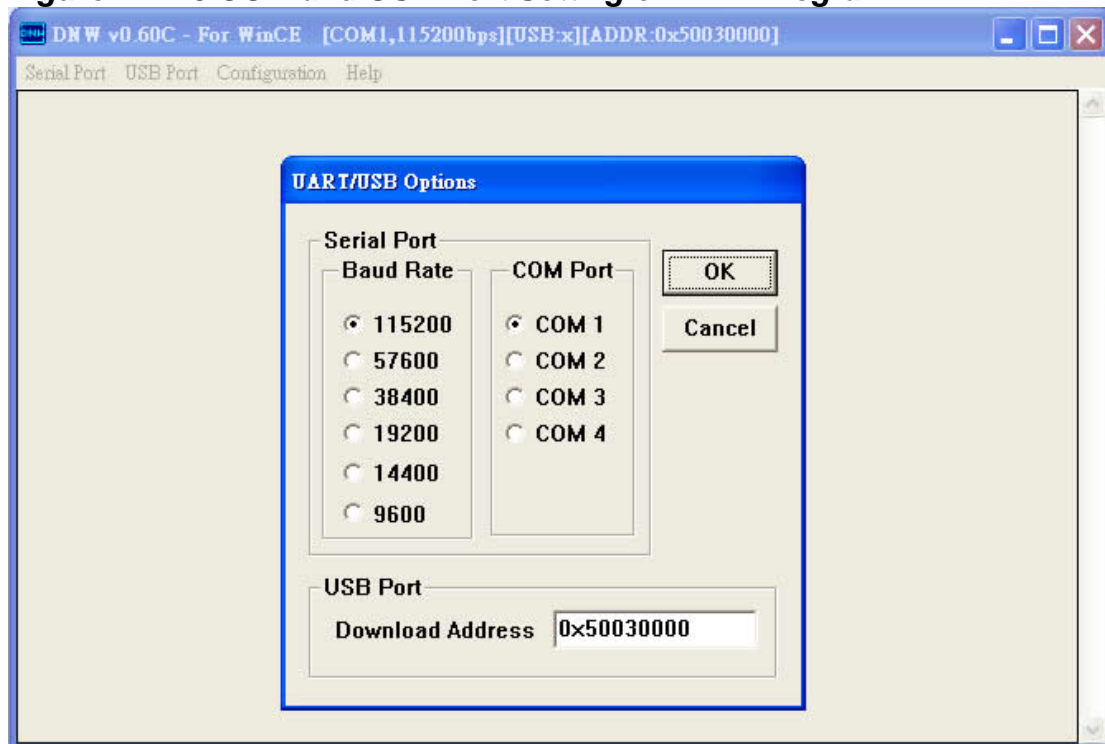 DNW v0.60C - For WinCE [COM1,115200bps][USB:x][ADDR:0x50030000]
Serial Port USB Port Configuration Help
UART/USB Options
Serial Port
Baud Rate
COM Port
OK
115200
COM 1
Cancel
57600
COM 2
38400
COM 3
19200
COM 4
14400
9600
USB Port
Download Address 0x50030000